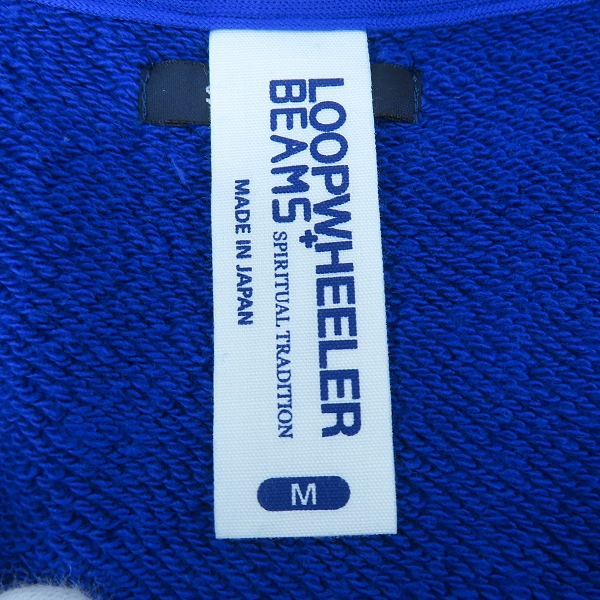 LOOPWHEELER
+
BEAMS
SPIRITUAL TRADITION
MADE IN JAPAN
M